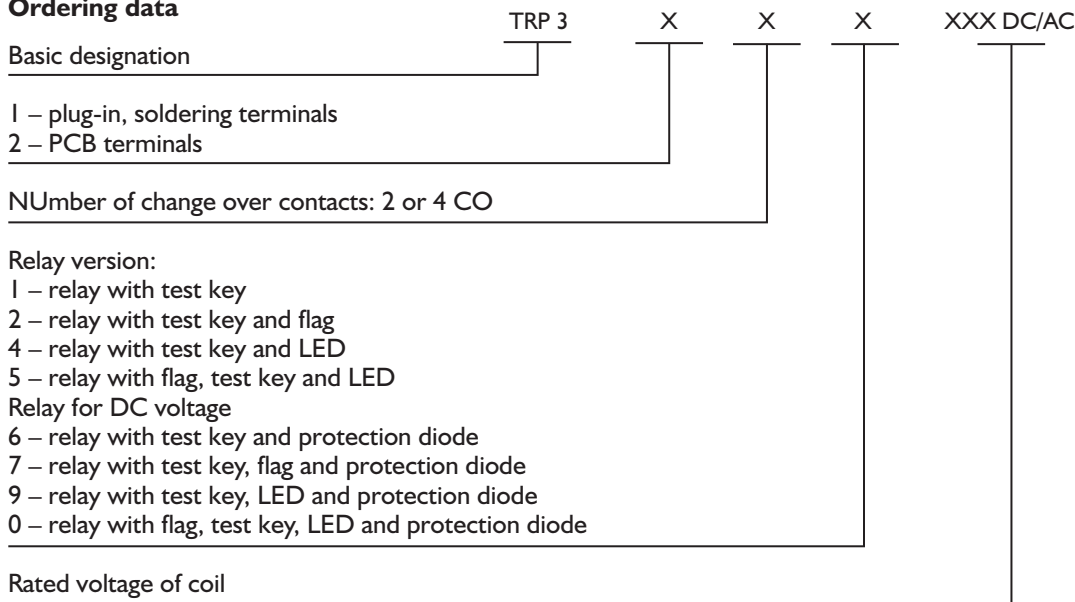 Ordering data
TRP 3 X X X XXX DC/AC
Basic designation
1 – plug-in, soldering terminals
2 – PCB terminals
NUmber of change over contacts: 2 or 4 CO
Relay version:
1 – relay with test key
2 – relay with test key and flag
4 – relay with test key and LED
5 – relay with flag, test key and LED
Relay for DC voltage
6 – relay with test key and protection diode
7 – relay with test key, flag and protection diode
9 – relay with test key, LED and protection diode
0 – relay with flag, test key, LED and protection diode
Rated voltage of coil